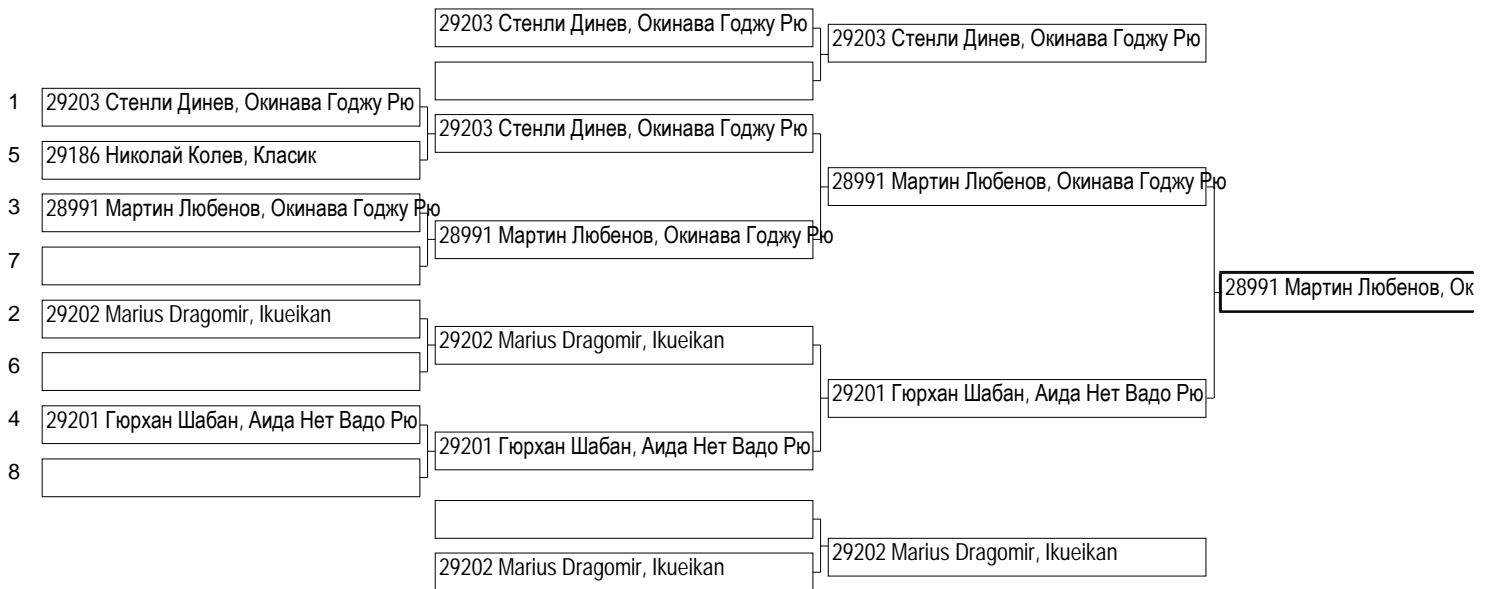 29203 Стенли Динев, Окинава Годжу Рю
29203 Стенли Динев, Окинава Годжу Рю
1 29203 Стенли Динев, Окинава Годжу Рю
29203 Стенли Динев, Окинава Годжу Рю
5 29186 Николай Колев, Класик
28991 Мартин Любенов, Окинава Годжу Рю
3 28991 Мартин Любенов, Окинава Годжу Рю
28991 Мартин Любенов, Окинава Годжу Рю
7
28991 Мартин Любенов, Ок
2 29202 Marius Dragomir, Ikueikan
29202 Marius Dragomir, Ikueikan
6
29201 Гюрхан Шабан, Аида Нет Вадо Рю
4 29201 Гюрхан Шабан, Аида Нет Вадо Рю
29201 Гюрхан Шабан, Аида Нет Вадо Рю
8
29202 Marius Dragomir, Ikueikan
29202 Marius Dragomir, Ikueikan